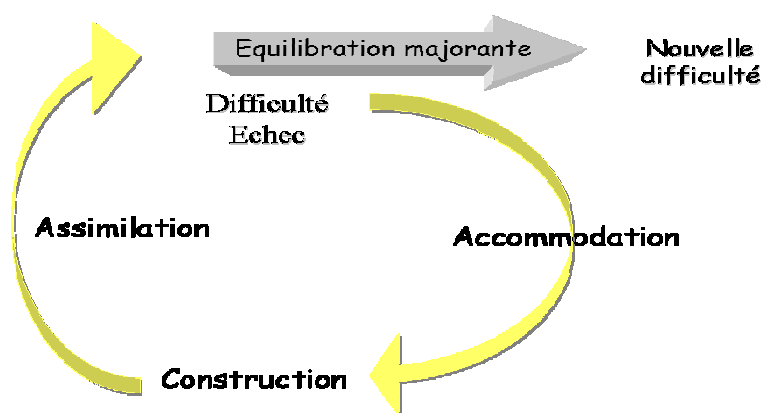 Equilibration majorante
Nouvelle
difficulté
Difficulté
Echec
Assimilation
Accommodation
Construction